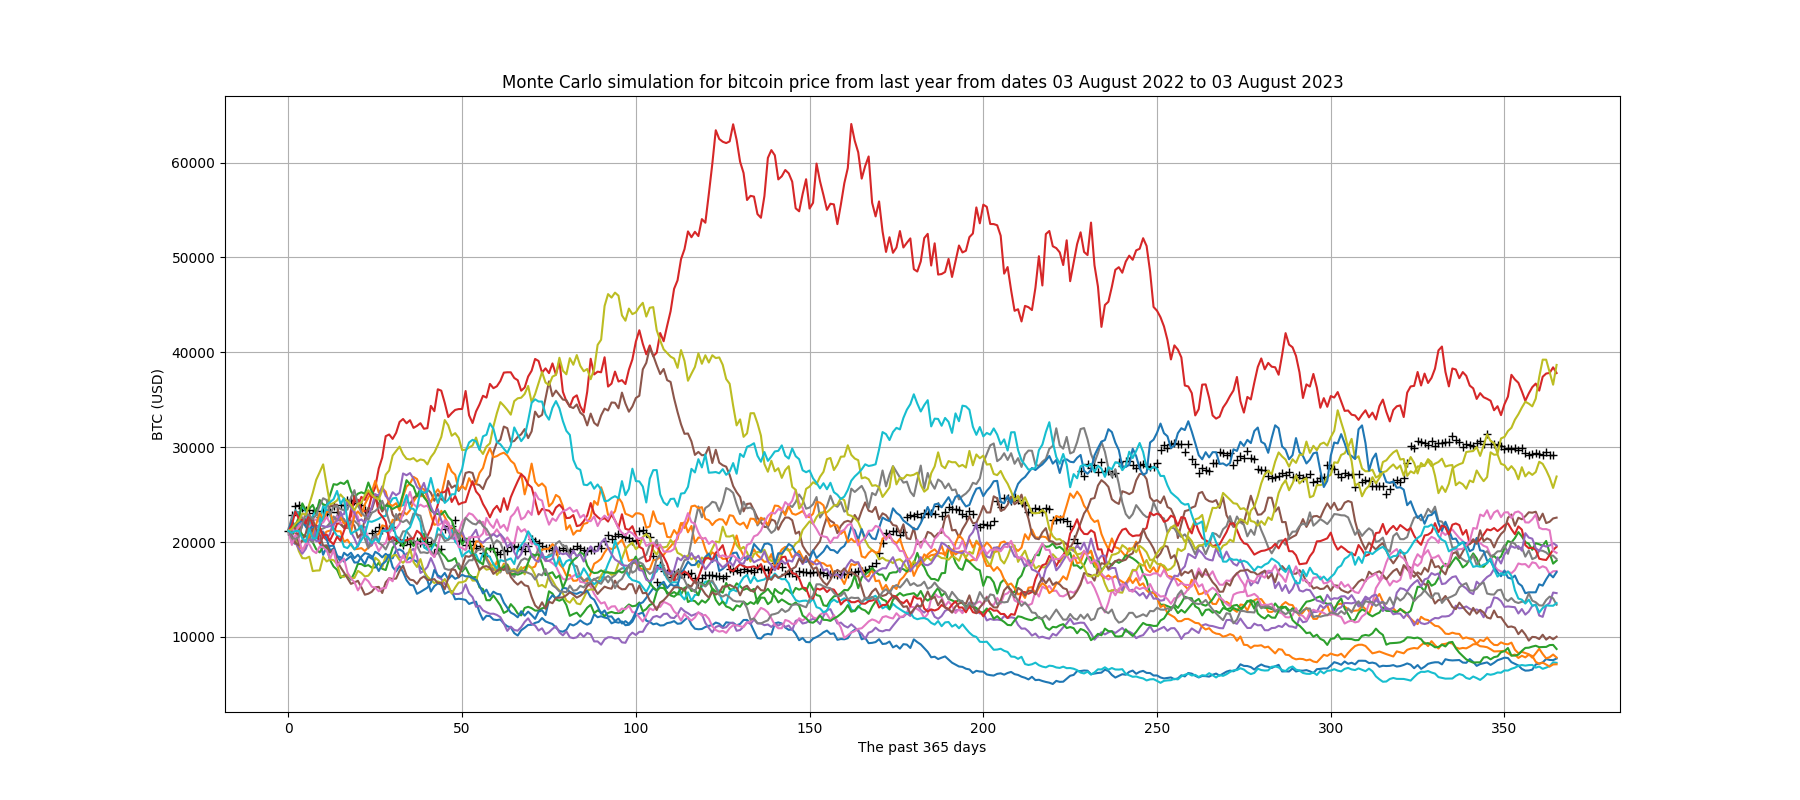 Monte Carlo simulation for bitcoin price from last year from dates 03 August 2022 to 03 August 2023
BTC (USD)
60000
50000
40000
30000
20000
10000
0 50 100 150 200 250 300 350
The past 365 days